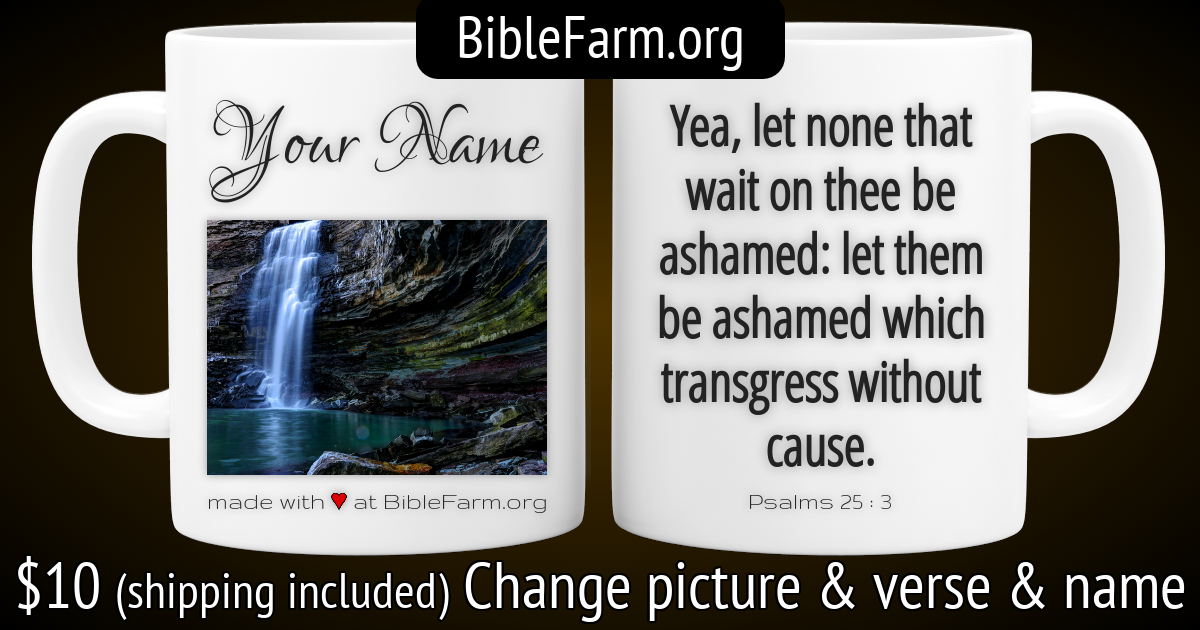 BibleFarm.org
Your Name
made with ♥ at BibleFarm.org
Yea, let none that
wait on thee be
ashamed: let them
be ashamed which
transgress without
cause.
Psalms 25 : 3
$10 (shipping included) Change picture & verse & name